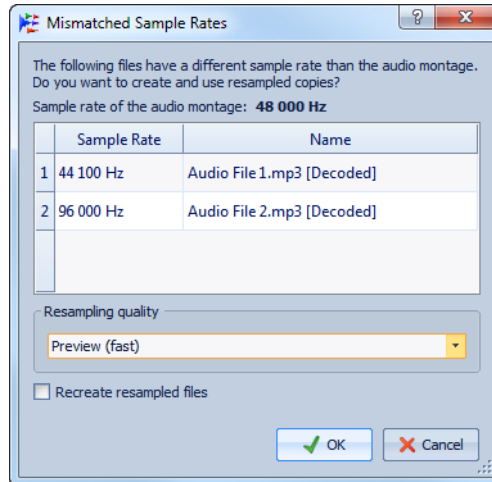 Mismatched Sample Rates
The following files have a different sample rate than the audio montage.
Do you want to create and use resampled copies?
Sample rate of the audio montage: 48 000 Hz
Sample Rate Name
1 44 100 Hz Audio File 1.mp3 [Decoded]
2 96 000 Hz Audio File 2.mp3 [Decoded]
Resampling quality
Preview (fast)
Recreate resampled files
OK Cancel